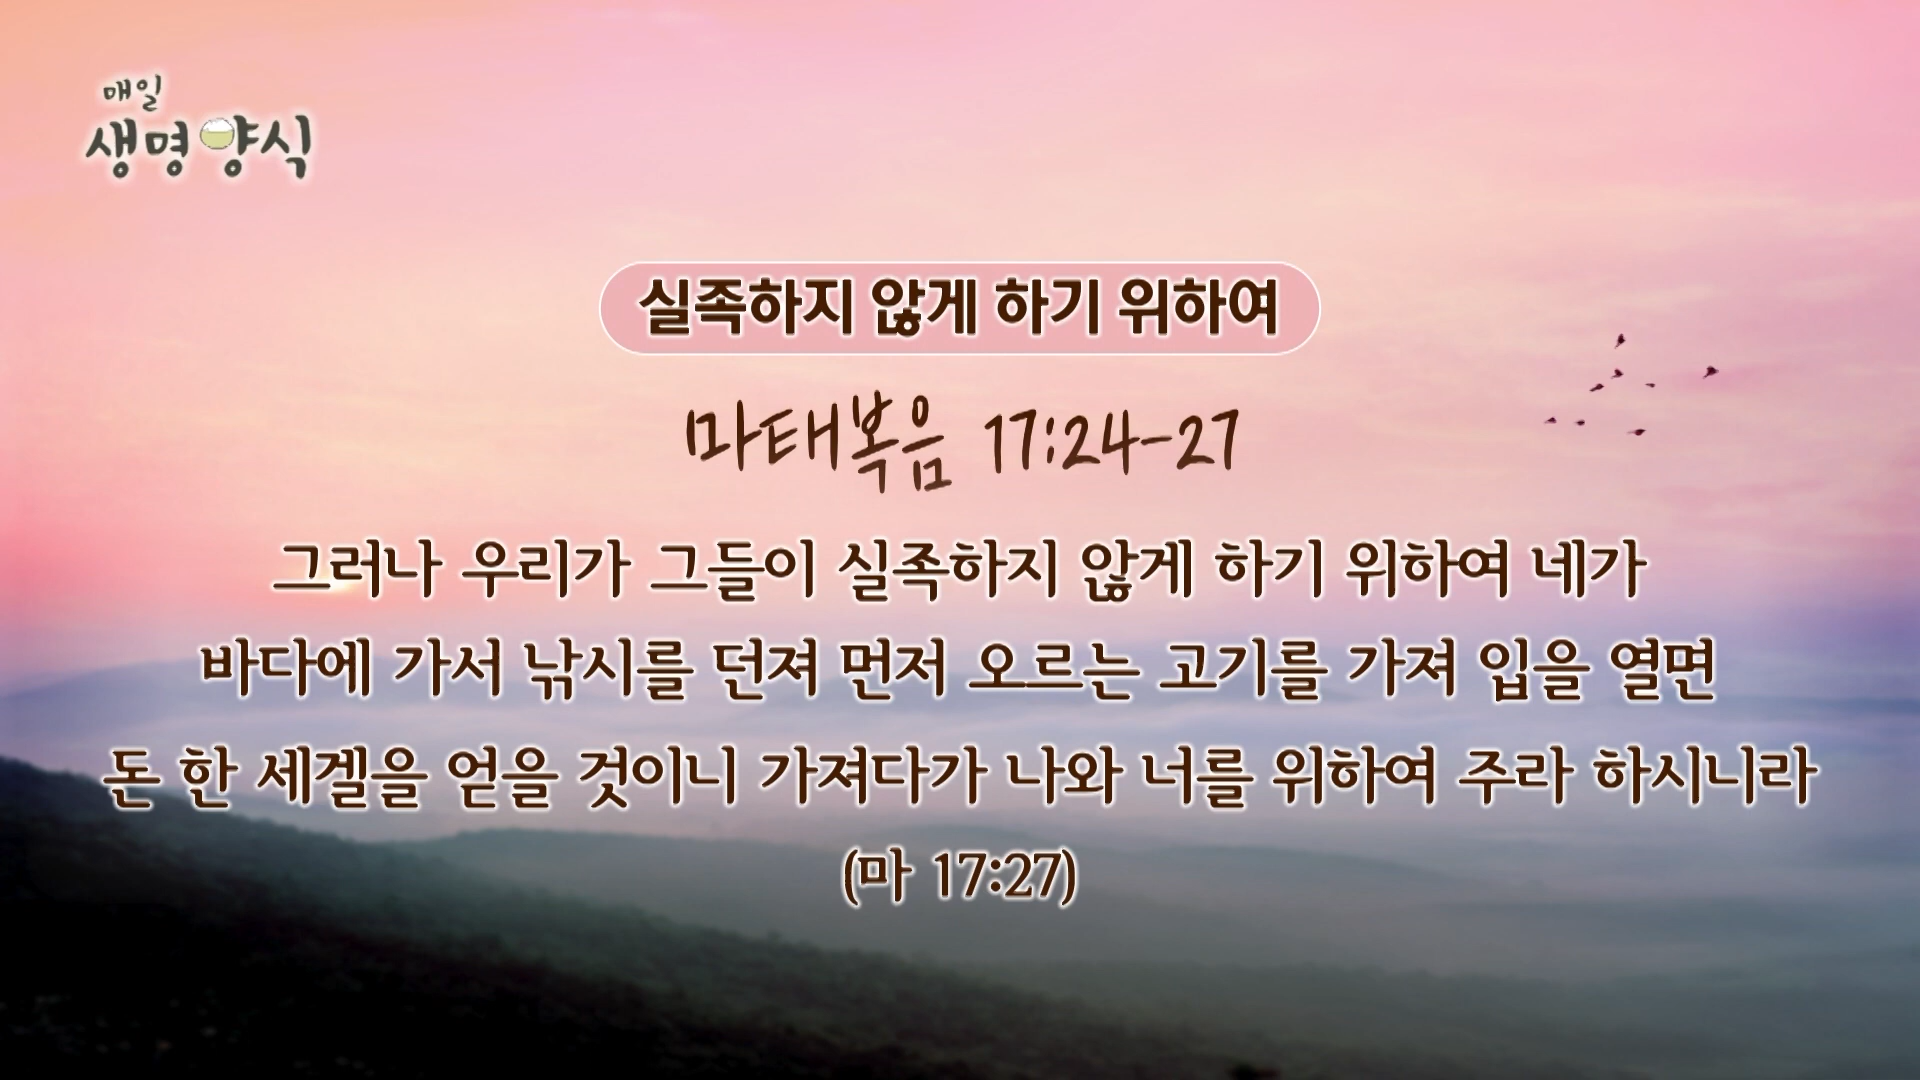 매일
생명양식
실족하지 않게 하기 위하여
마태복음 17:24-27
그러나 우리가 그들이 실족하지 않게 하기 위하여 네가
바다에 가서 낚시를 던져 먼저 오르는 고기를 가져 입을 열면
돈 한 세겔을 얻을 것이니 가져다가 나와 너를 위하여 주라 하시니라
(마 17:27)